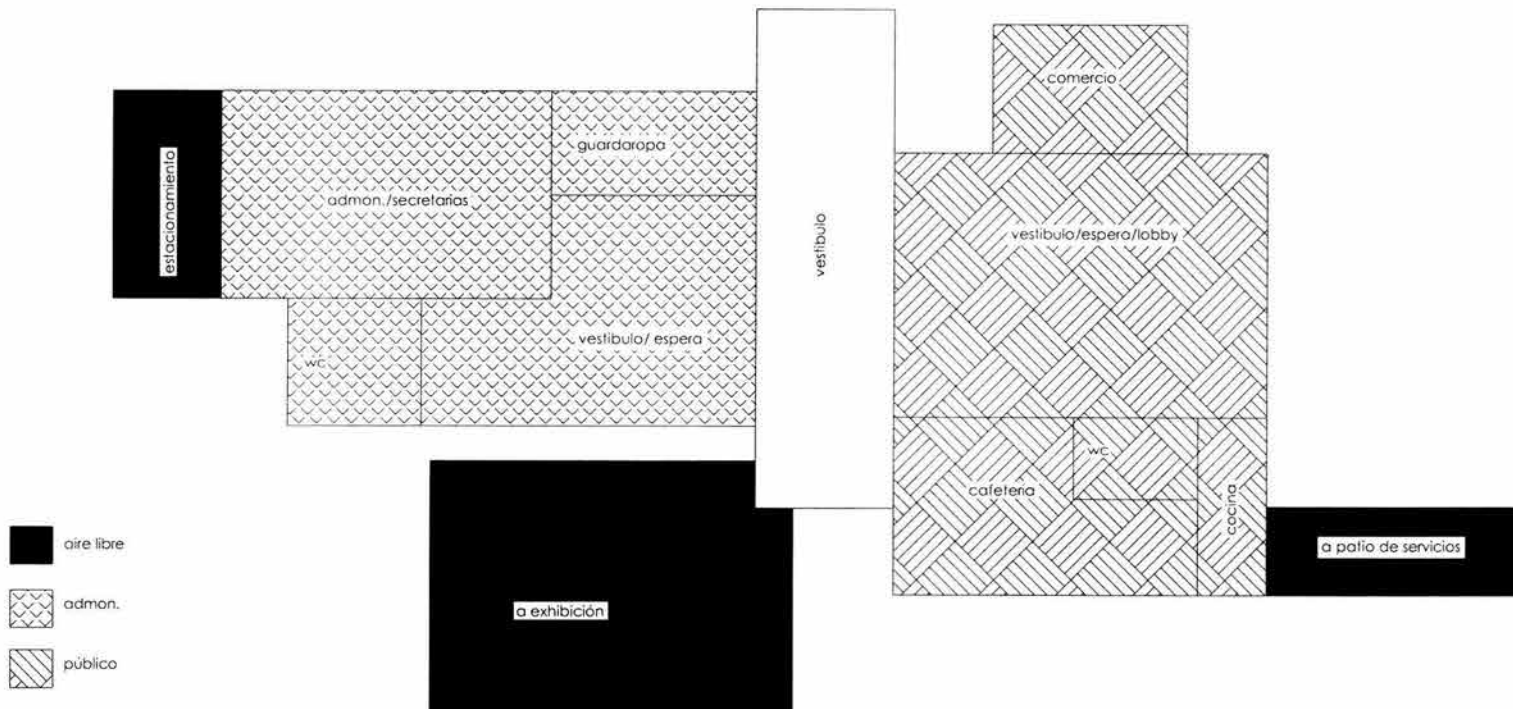 comercio
guardaropa
estacionamiento
admon./secretarias
vestibulo
vestibulo/espera/lobby
vestibulo/ espera
wc
wc
cafeteria
cocina
aire libre
a patio de servicios
admon.
a exhibición
público